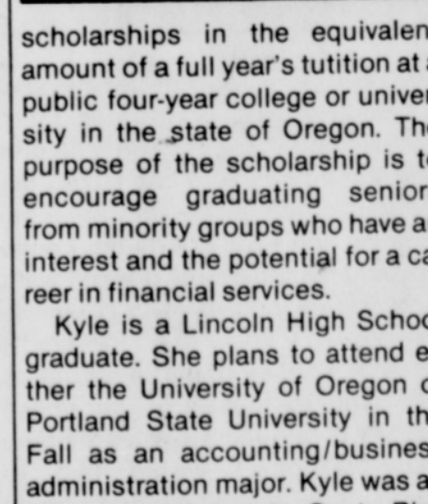 scholarships in the equivalen
amount of a full year's tutition at
public four-year college or univer
sity in the state of Oregon. Th
purpose of the scholarship is t
encourage graduating senior
from minority groups who have a
interest and the potential for a ca
reer in financial services.
Kyle is a Lincoln High Schoo
graduate. She plans to attend e
ther the University of Oregon o
Portland State University in th
Fall as an accounting/busines
administration major. Kyle was a